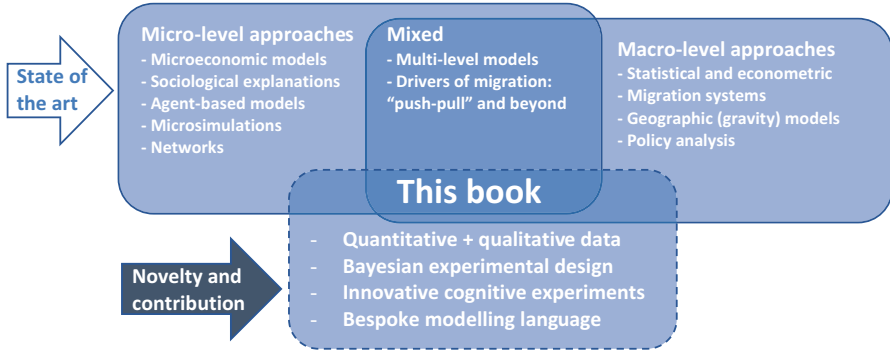 State of
the art
Micro-level approaches
- Microeconomic models
- Sociological explanations
- Agent-based models
- Microsimulations
- Networks
Mixed
- Multi-level models
- Drivers of migration:
“push-pull” and beyond
Macro-level approaches
- Statistical and econometric
- Migration systems
- Geographic (gravity) models
- Policy analysis
This book
- Quantitative + qualitative data
- Bayesian experimental design
- Innovative cognitive experiments
- Bespoke modelling language
Novelty and
contribution